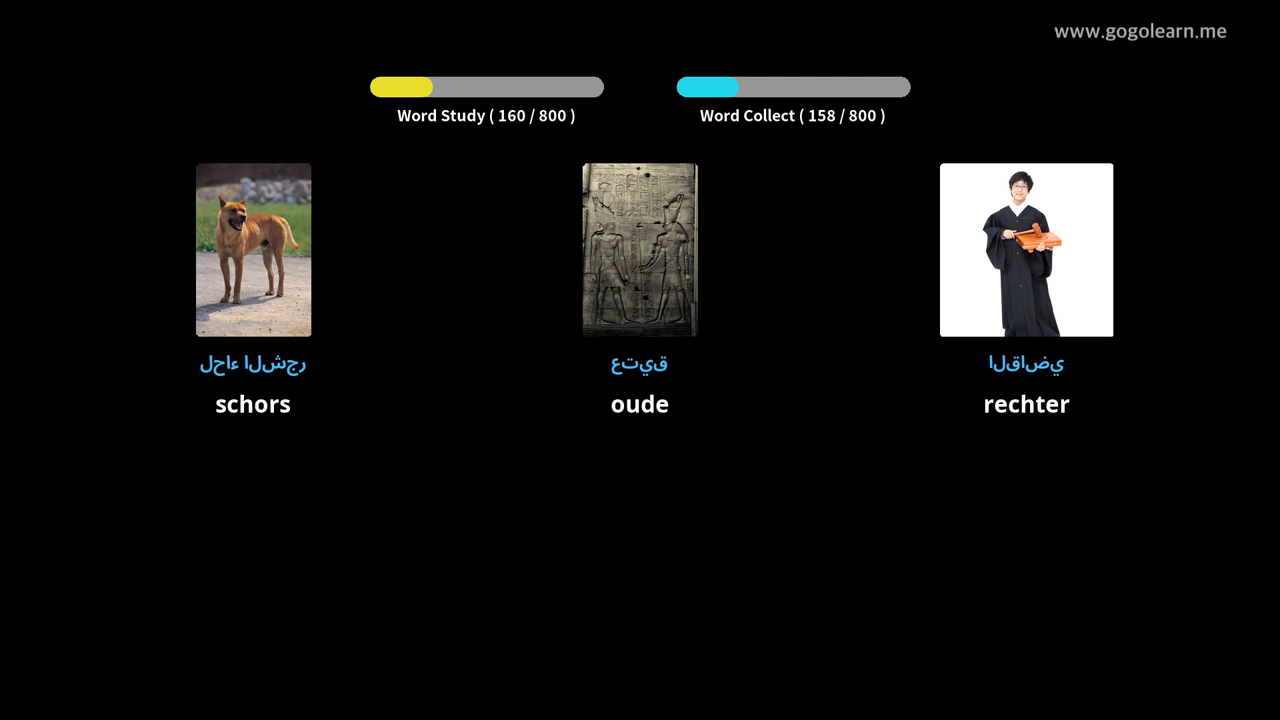 www.gogolearn.me
Word Study ( 160 / 800 )
Word Collect ( 158 / 800 )
لحاء الشجر
عتيق
القاضي
schors
oude
rechter